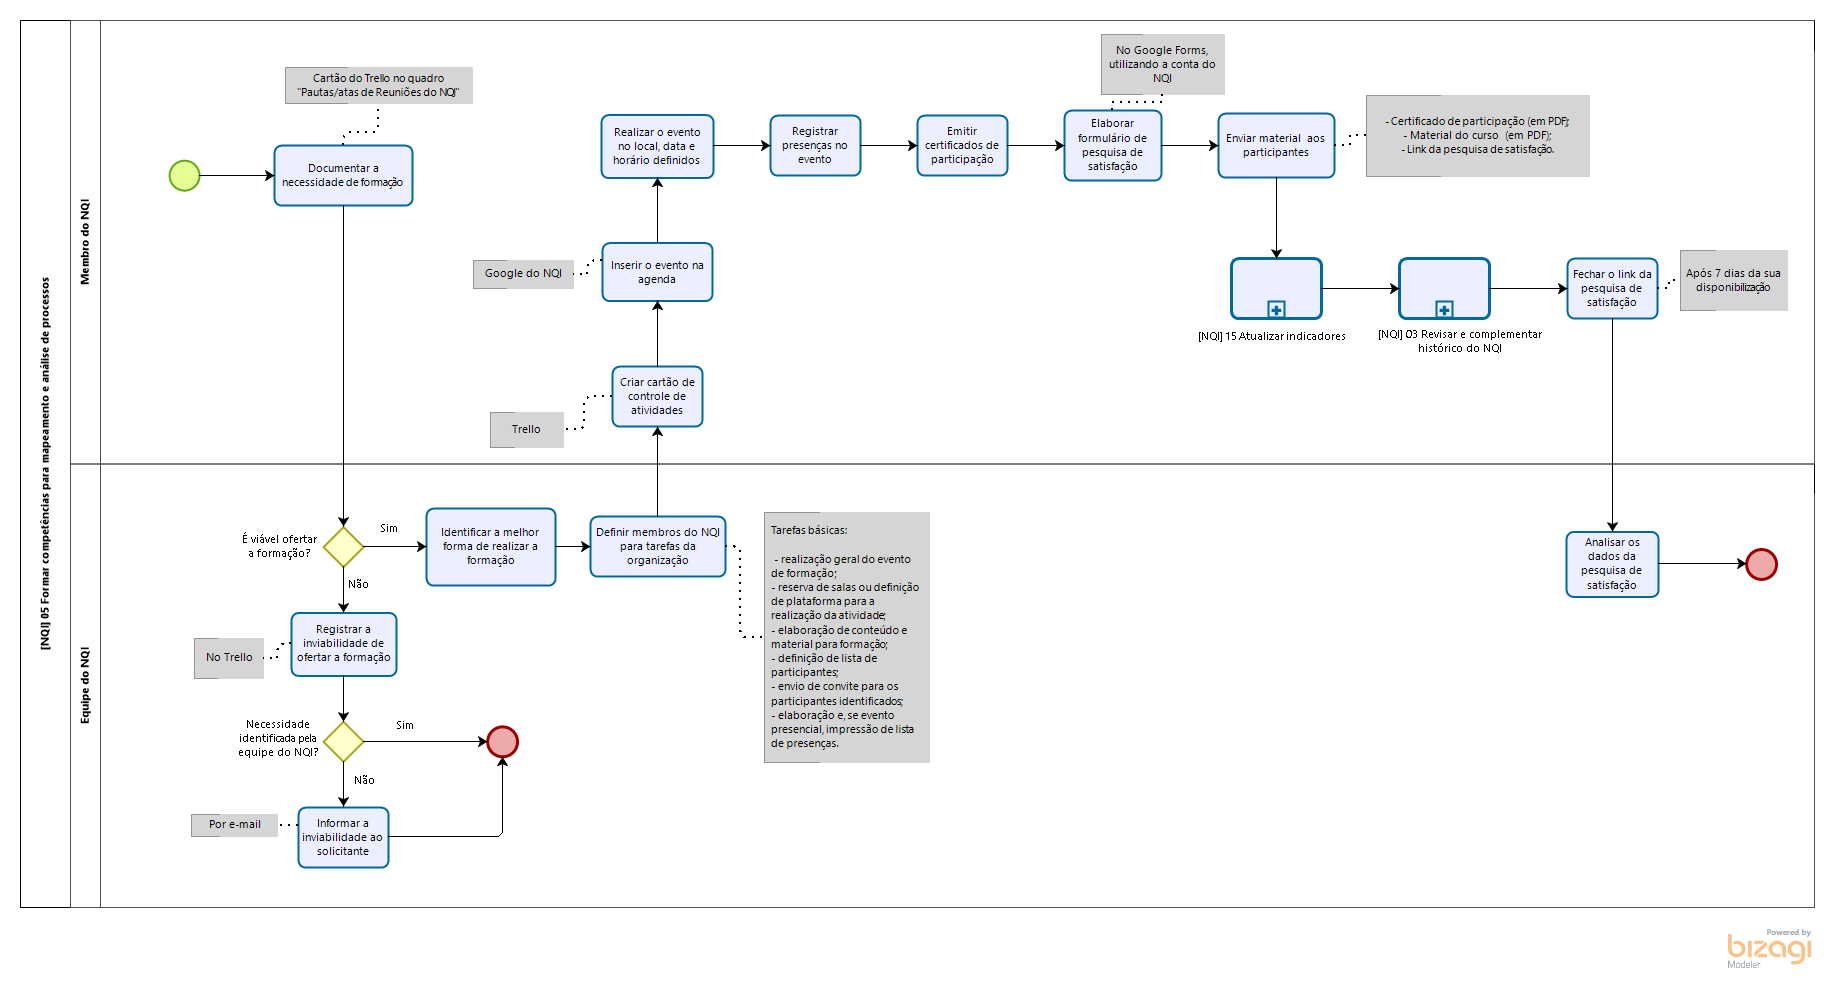 [NQI] 05 Formar competências para mapeamento e análise de processos
Membro do NQI
Cartão do Trello no quadro
"Pautas/atas de Reuniões do NQI"
Documentar a
necessidade de formação
Realizar o evento
no local, data e
horário definidos
Registrar
presenças no
evento
Emitir
certificados de
participação
No Google Forms,
utilizando a conta do
NQI
Elaborar
formulário de
pesquisa de
satisfação
Enviar material aos
participantes
- Certificado de participação (em PDF);
- Material do curso (em PDF);
- Link da pesquisa de satisfação.
Google do NQI
Inserir o evento na
agenda
[NQI] 15 Atualizar indicadores
[NQI] 03 Revisar e complementar
histórico do NQI
Fechar o link da
pesquisa de
satisfação
Após 7 dias da sua
disponibilização
Trello
Criar cartão de
controle de
atividades
Equipe do NQI
É viável ofertar
a formação?
Sim
Não
Identificar a melhor
forma de realizar a
formação
Definir membros do NQI
para tarefas da
organização
Tarefas básicas:
- realização geral do evento
de formação;
- reserva de salas ou definição
de plataforma para a
realização da atividade;
- elaboração de conteúdo e
material para formação;
- definição de lista de
participantes;
- envio de convite para os
participantes identificados;
- elaboração e, se evento
presencial, impressão de lista
de presenças.
Analisar os
dados da
pesquisa de
satisfação
No Trello
Registrar a
inviabilidade de
ofertar a formação
Necessidade
identificada pela
equipe do NQI?
Sim
Não
Por e-mail
Informar a
inviabilidade ao
solicitante
Powered by
bizagi
Modeler